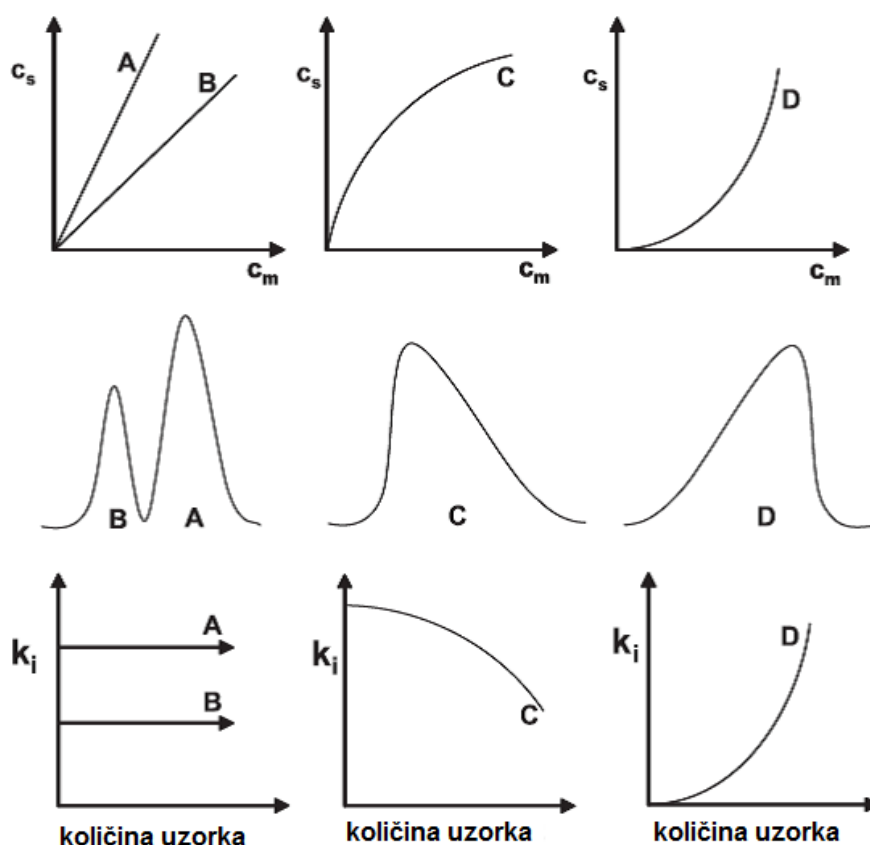 c_s A B c_m
c_s C c_m
c_s D c_m
B A
C
D
k_i A B količina uzorka
k_i C količina uzorka
k_i D količina uzorka